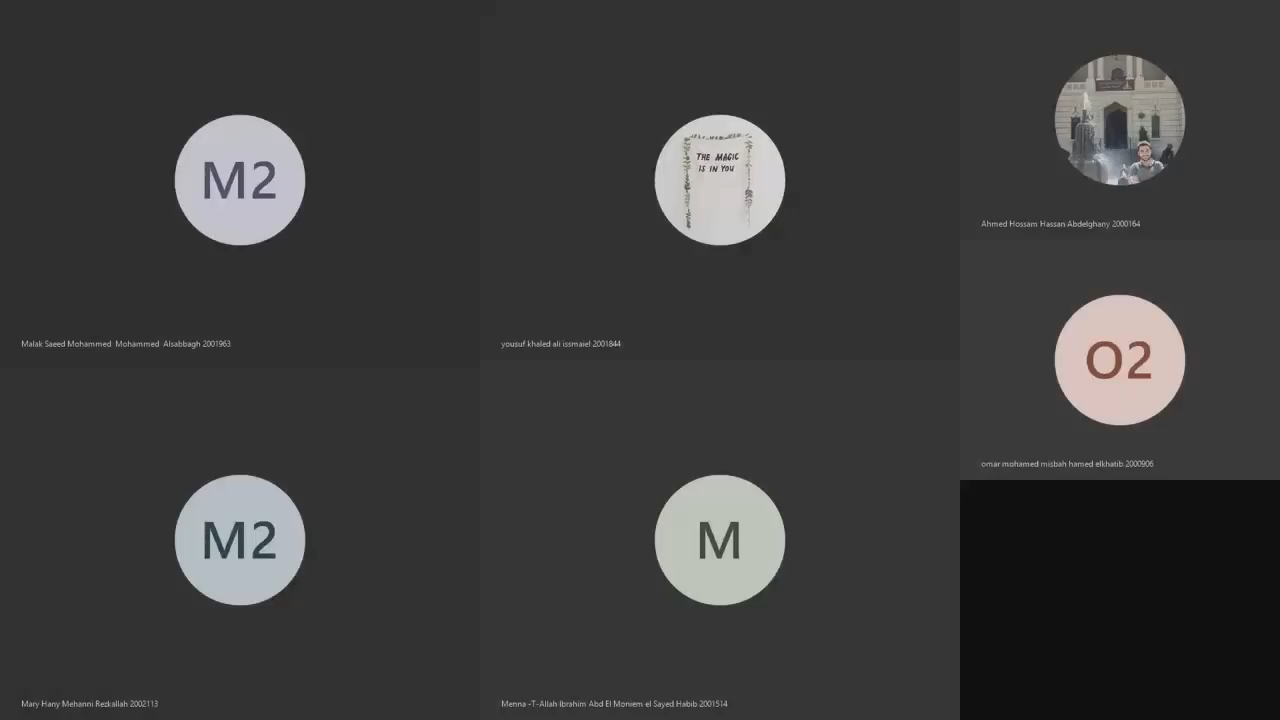 M2
Malak Saeed Mohammed Mohammed Alsabbagh 2001963
THE MAGIC
IS IN YOU
yousuf khaled ali issmaiel 2001844
Ahmed Hossam Hassan Abdelghany 2000164
O2
omar mohamed misbah hamed elkhatib 2000906
M2
Mary Hany Mehanni Rezkallah 2002113
M
Menna -T-Allah Ibrahim Abd El Moniem el Sayed Habib 2001514